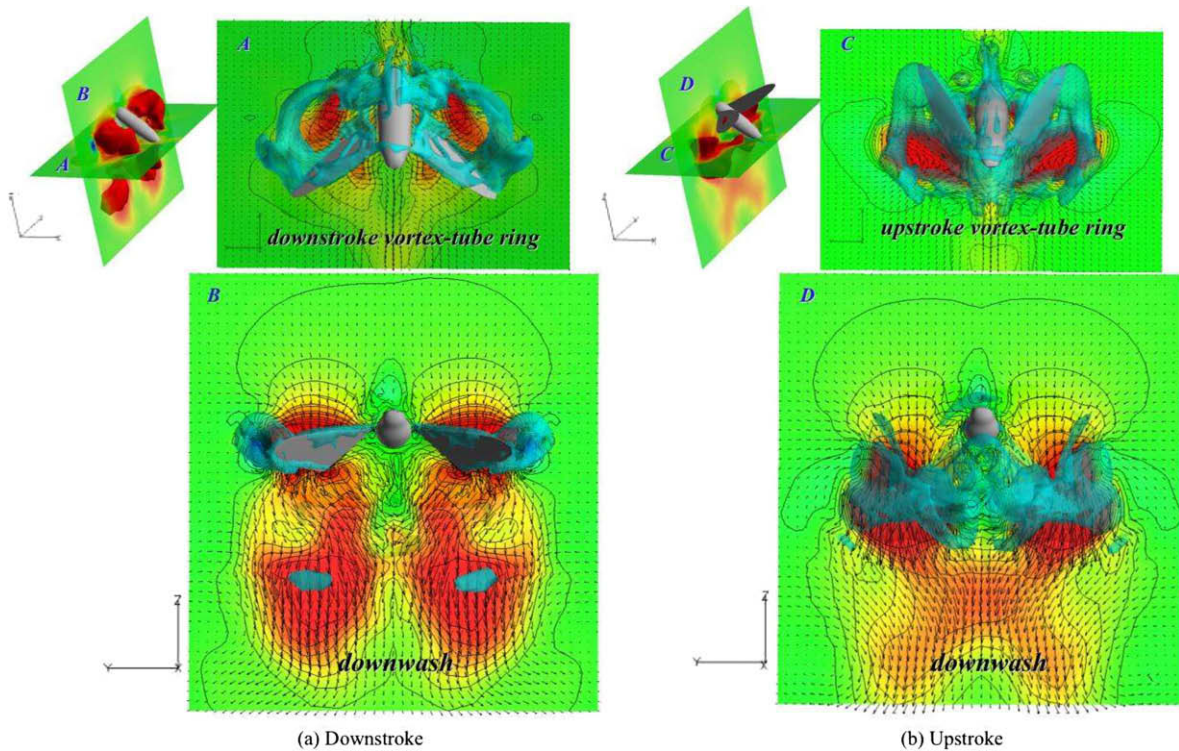 A
B
A
downstroke vortex-tube ring
B
Z
Y
X
downwash
(a) Downstroke
C
D
C
upstroke vortex-tube ring
D
Z
Y
X
downwash
(b) Upstroke